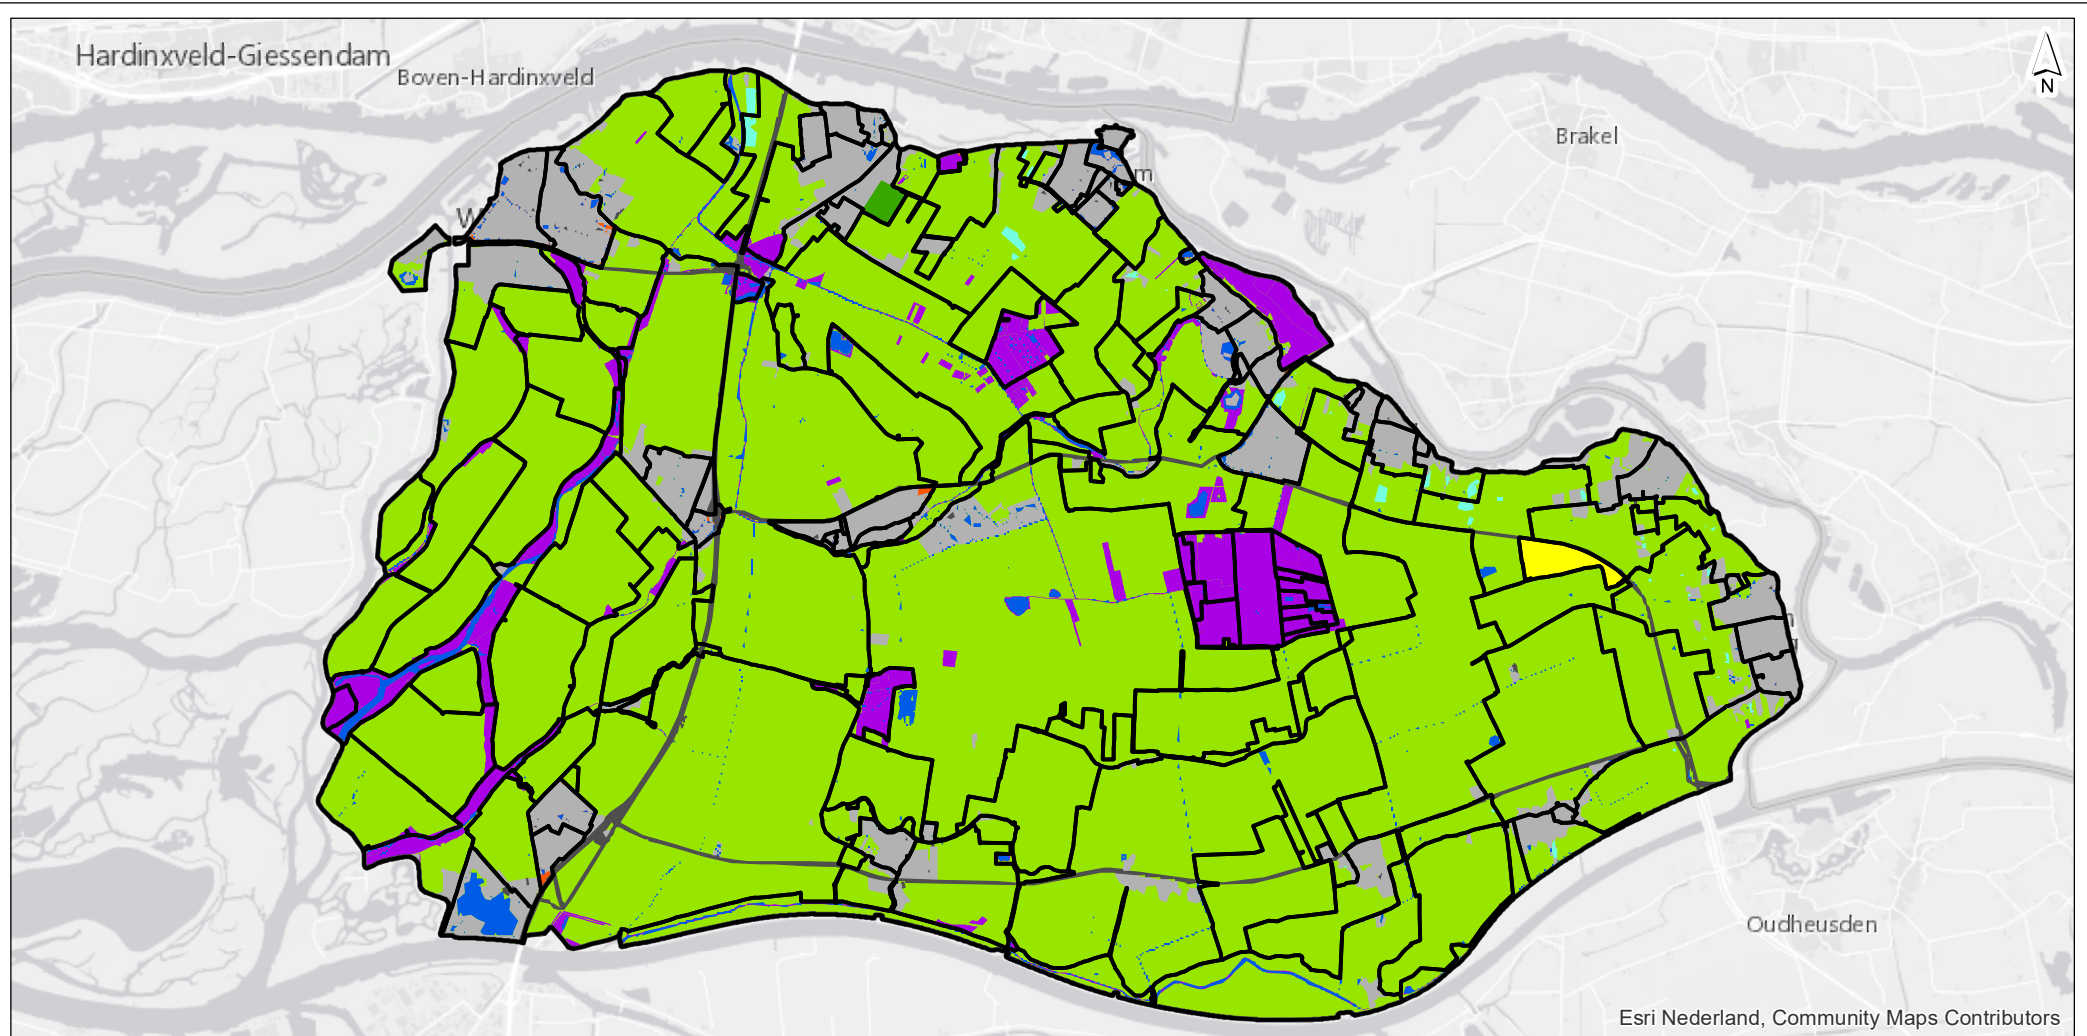 Hardinxveld-Giessendam
Boven-Hardinxveld
N
Brakel
Oudheusden
Esri Nederland, Community Maps Contributors